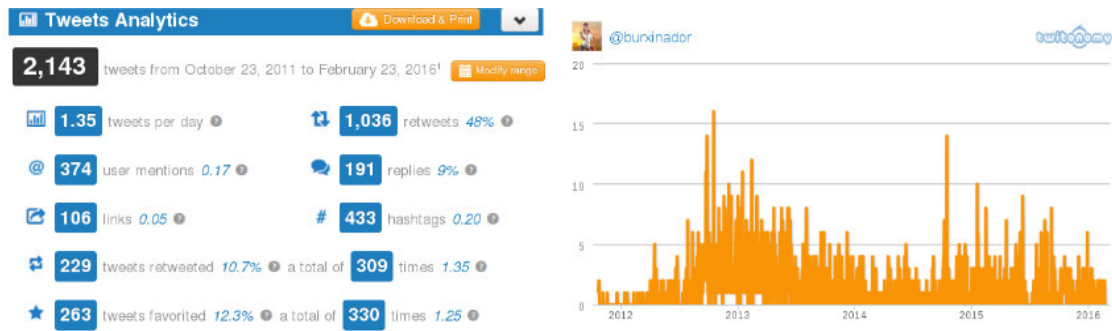 Tweets Analytics
Download & Print
2,143 tweets from October 23, 2011 to February 23, 2016¹
Modify range
1.35 tweets per day
1,036 retweets 48%
@ 374 user mentions 0.17
191 replies 9%
106 links 0.05
# 433 hashtags 0.20
229 tweets retweeted 10.7% a total of 309 times 1.35
263 tweets favorited 12.3% a total of 330 times 1.25
@burxinador
twitonomy
20
15
10
5
0
2012 2013 2014 2015 2016